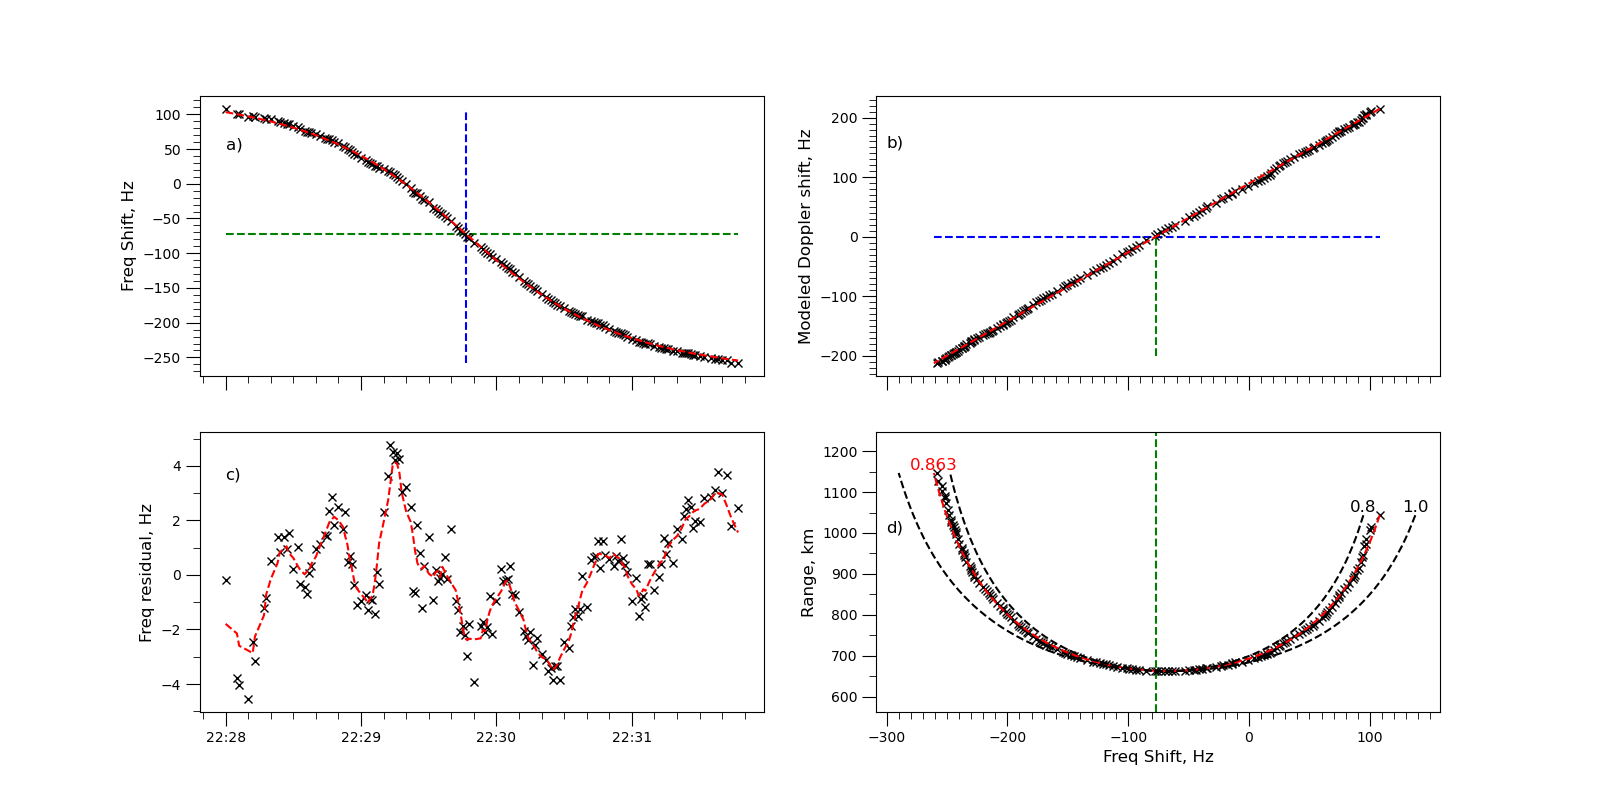 100
50
0
−50
−100
−150
−200
−250
Freq Shift, Hz
a)
200
100
0
−100
−200
Modeled Doppler shift, Hz
b)
4
2
0
−2
−4
Freq residual, Hz
c)
22:28 22:29 22:30 22:31
1200
1100
1000
900
800
700
600
Range, km
0.863
0.8 1.0
d)
−300 −200 −100 0 100
Freq Shift, Hz